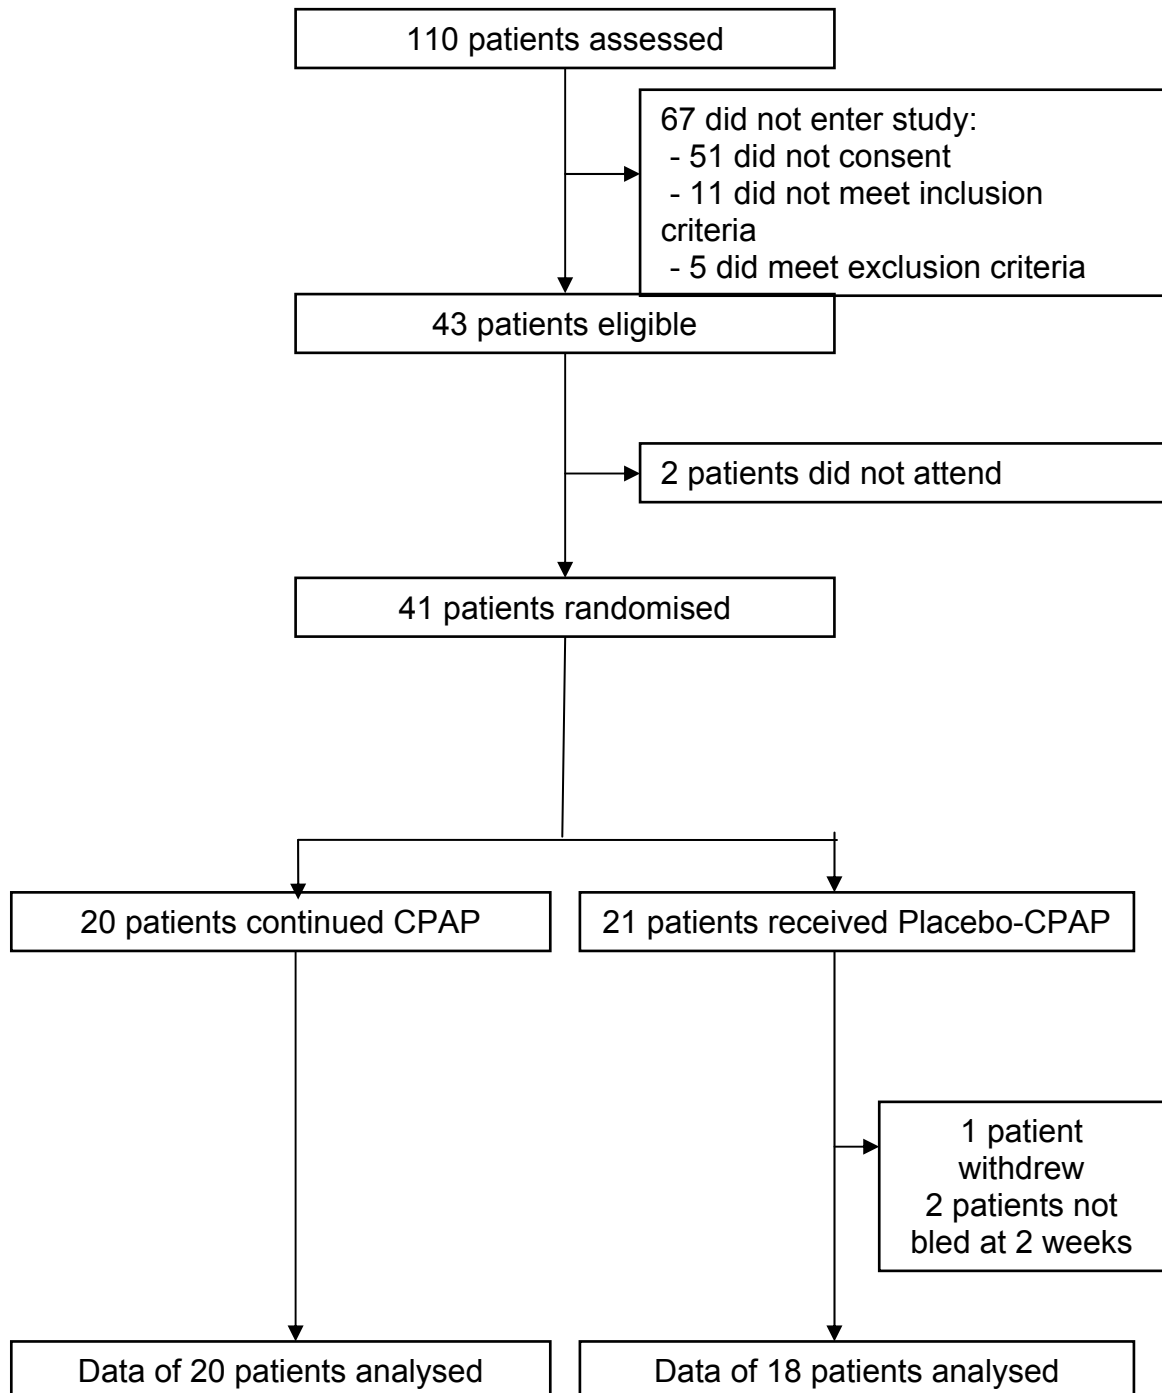 110 patients assessed
67 did not enter study:
- 51 did not consent
- 11 did not meet inclusion
criteria
- 5 did meet exclusion criteria
43 patients eligible
2 patients did not attend
41 patients randomised
20 patients continued CPAP
21 patients received Placebo-CPAP
1 patient
withdrew
2 patients not
bled at 2 weeks
Data of 20 patients analysed
Data of 18 patients analysed